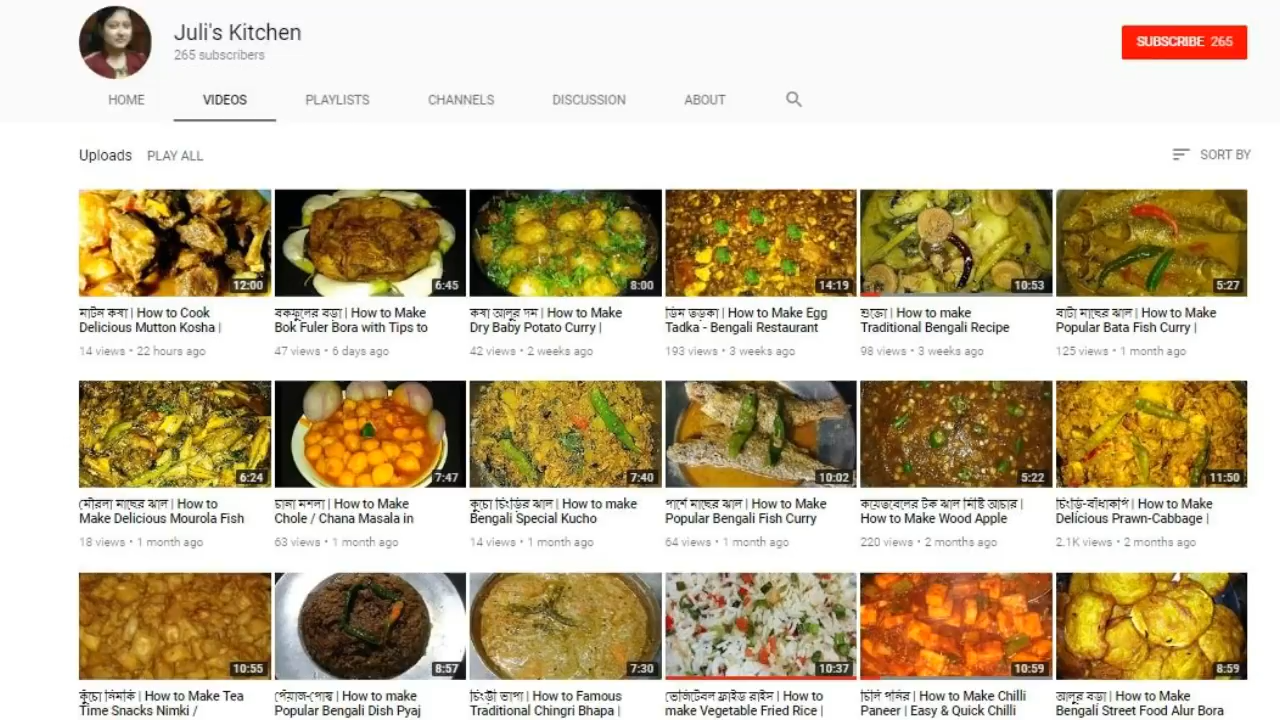 Juli's Kitchen
265 subscribers
SUBSCRIBE 265
HOME VIDEOS PLAYLISTS CHANNELS DISCUSSION ABOUT
Uploads PLAY ALL
SORT BY
12:00
মাটন কষা | How to Cook
Delicious Mutton Kosha |
14 views • 22 hours ago
6:45
বকফুলের বড়া | How to Make
Bok Fuler Bora with Tips to
47 views • 6 days ago
8:00
কষা আলুর দম | How to Make
Dry Baby Potato Curry |
42 views • 2 weeks ago
14:19
ডিম তড়কা | How to Make Egg
Tadka - Bengali Restaurant
193 views • 3 weeks ago
10:53
শুক্তো | How to make
Traditional Bengali Recipe
98 views • 3 weeks ago
5:27
বাটা মাছের ঝাল | How to Make
Popular Bata Fish Curry |
125 views • 1 month ago
6:24
মৌরলা মাছের ঝাল | How to
Make Delicious Mourola Fish
18 views • 1 month ago
7:47
চানা মশলা | How to Make
Chole / Chana Masala in
63 views • 1 month ago
7:40
কুচো চিংড়ির ঝাল | How to make
Bengali Special Kucho
14 views • 1 month ago
10:02
পার্শে মাছের ঝাল | How to Make
Popular Bengali Fish Curry
64 views • 1 month ago
5:22
কয়েতবেলের টক ঝাল মিষ্টি আচার |
How to Make Wood Apple
220 views • 2 months ago
11:50
চিংড়ি-বাঁধাকপি | How to Make
Delicious Prawn-Cabbage |
2.1K views • 2 months ago
10:55
কুঁচো নিমকি | How to Make Tea
Time Snacks Nimki /
8:57
পেঁয়াজ-পোস্ত | How to make
Popular Bengali Dish Pyaj
7:30
চিংড়ী ভাপা | How to Famous
Traditional Chingri Bhapa |
10:37
ভেজিটেবল ফ্রাইড রাইস | How to
make Vegetable Fried Rice |
10:59
চিলি পনির | How to Make Chilli
Paneer | Easy & Quick Chilli
8:59
আলুর বড়া | How to Make
Bengali Street Food Alur Bora